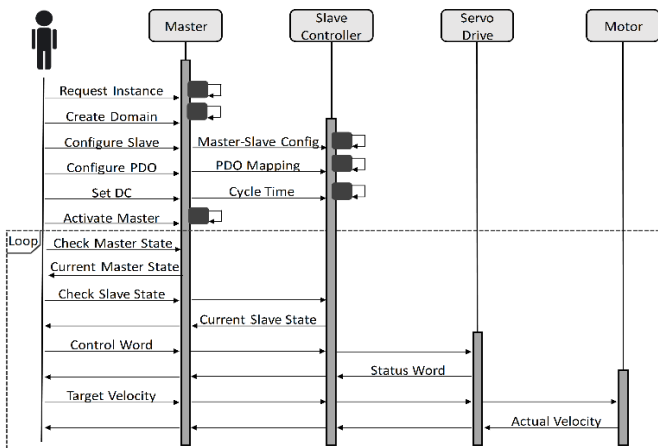 Master
Slave
Controller
Servo
Drive
Motor
Request Instance
Create Domain
Configure Slave
Master-Slave Config
Configure PDO
PDO Mapping
Set DC
Cycle Time
Activate Master
Loop
Check Master State
Current Master State
Check Slave State
Current Slave State
Control Word
Status Word
Target Velocity
Actual Velocity